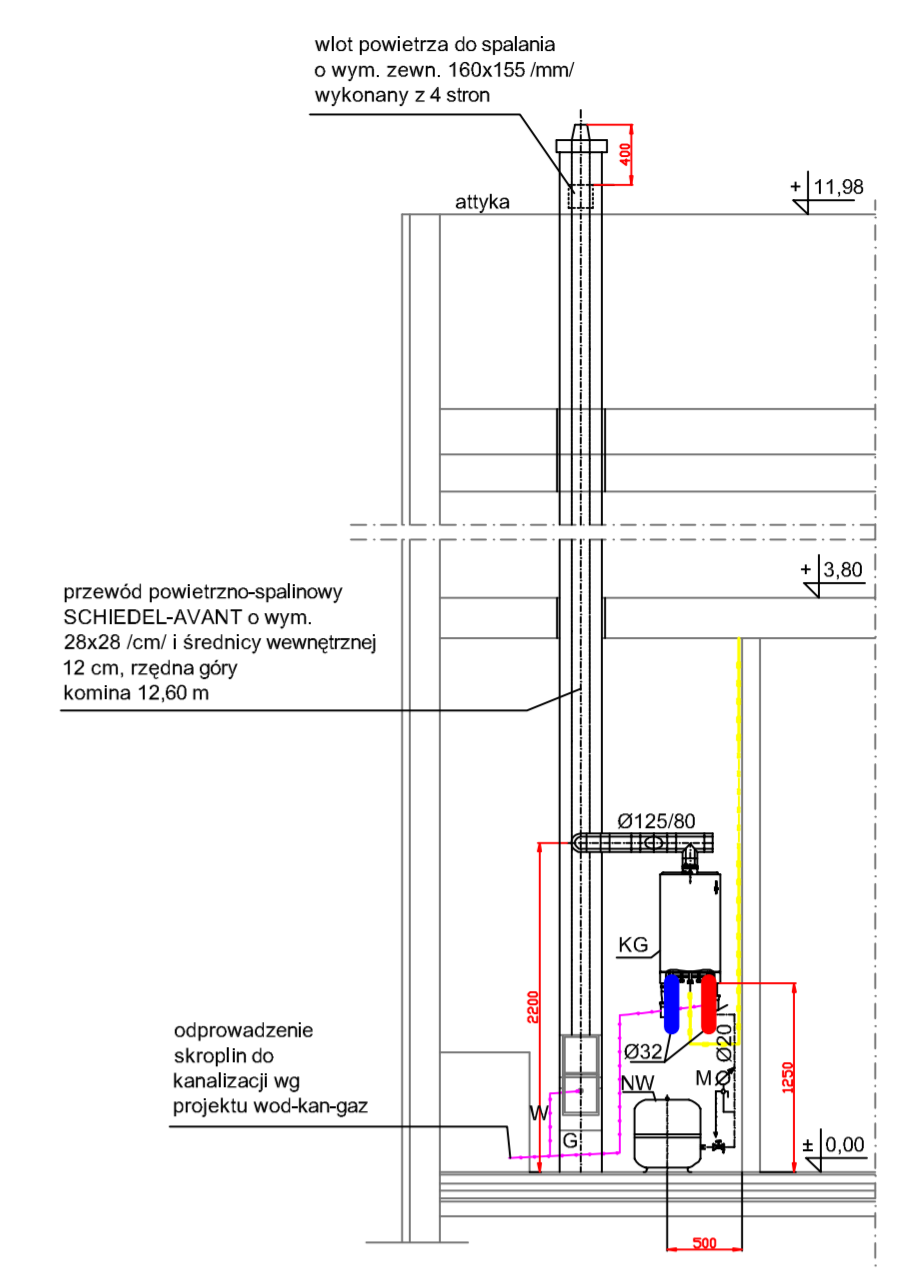 wlot powietrza do spalania
o wym. zewn. 160x155 /mm/
wykonany z 4 stron
400
+ 11,98
attyka
+ 3,80
przewód powietrzno-spalinowy
SCHIEDEL-AVANT o wym.
28x28 /cm/ i średnicy wewnętrznej
12 cm, rzędna góry
komina 12,60 m
Ø125/80
KG
2200
odprowadzenie
skroplin do
kanalizacji wg
projektu wod-kan-gaz
Ø32
Ø20
1250
NW
M
W
G
± 0,00
500